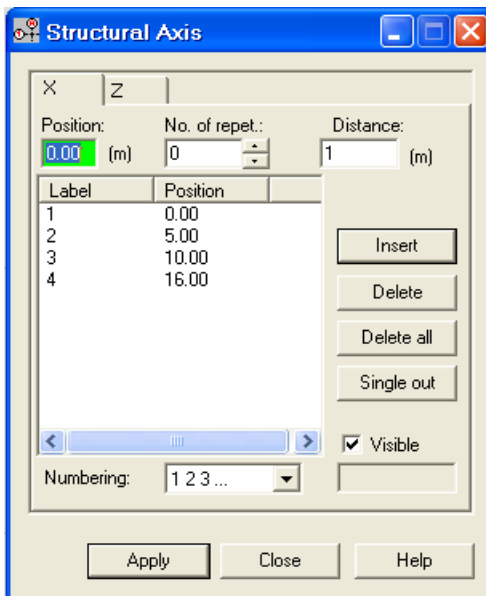 Structural Axis
X Z
Position: No. of repet.: Distance:
0.00 (m) 0 1 (m)
Label Position
1 0.00
2 5.00
3 10.00
4 16.00
Insert
Delete
Delete all
Single out
Visible
Numbering: 1 2 3 ...
Apply Close Help